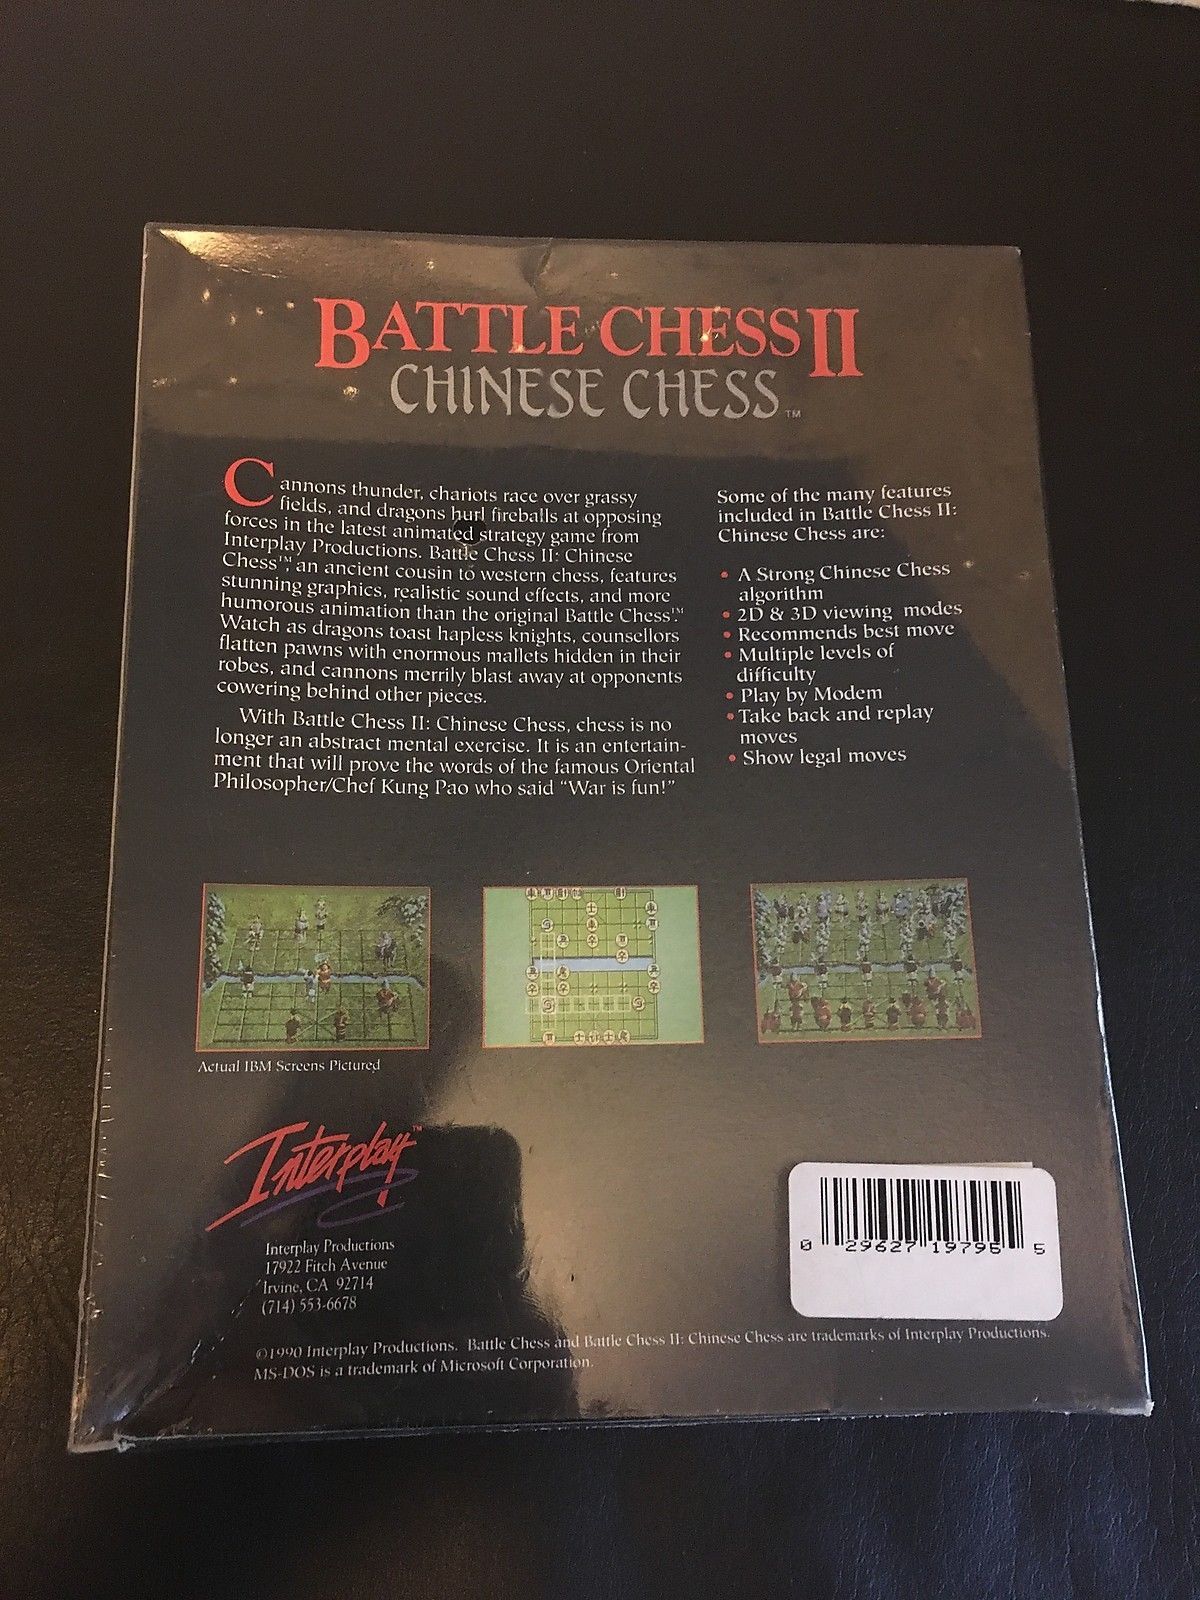 BATTLE CHESS II
CHINESE CHESS™
Cannons thunder, chariots race over grassy
fields, and dragons hurl fireballs at opposing
forces in the latest animated strategy game from
Interplay Productions. Battle Chess II: Chinese
Chess™, an ancient cousin to western chess, features
stunning graphics, realistic sound effects, and more
humorous animation than the original Battle Chess™.
Watch as dragons toast hapless knights, counsellors
flatten pawns with enormous mallets hidden in their
robes, and cannons merrily blast away at opponents
cowering behind other pieces.
With Battle Chess II: Chinese Chess, chess is no
longer an abstract mental exercise. It is an entertain-
ment that will prove the words of the famous Oriental
Philosopher/Chef Kung Pao who said "War is fun!"
Some of the many features
included in Battle Chess II:
Chinese Chess are:
• A Strong Chinese Chess
algorithm
• 2D & 3D viewing modes
• Recommends best move
• Multiple levels of
difficulty
• Play by Modem
• Take back and replay
moves
• Show legal moves
Actual IBM Screens Pictured
Interplay™
Interplay Productions
17922 Fitch Avenue
Irvine, CA 92714
(714) 553-6678
0 29627 19795 5
©1990 Interplay Productions. Battle Chess and Battle Chess II: Chinese Chess are trademarks of Interplay Productions.
MS-DOS is a trademark of Microsoft Corporation.